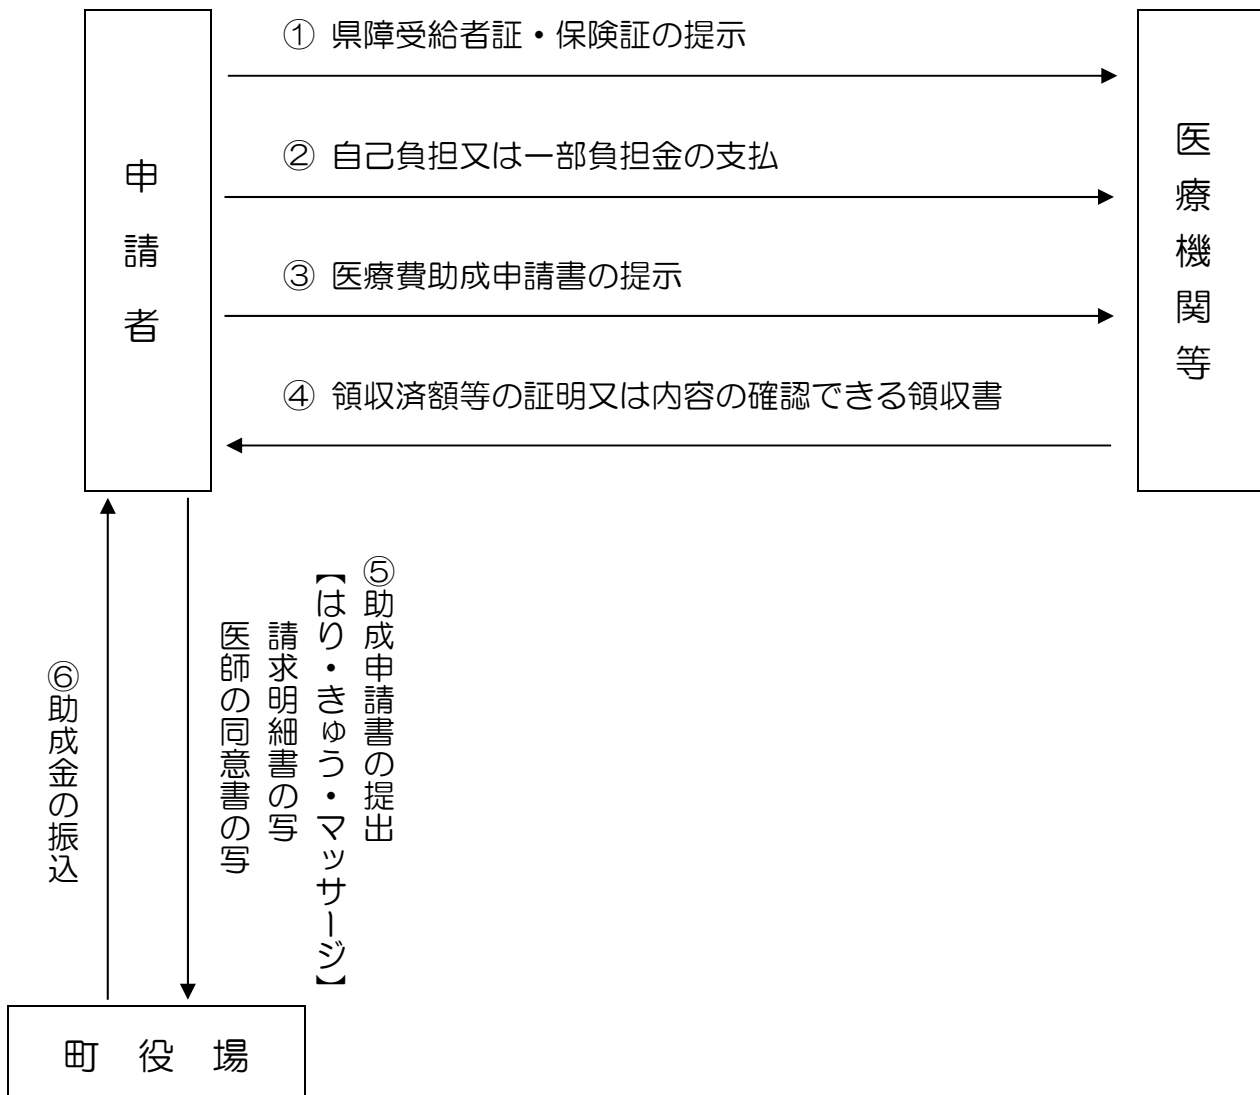 ① 県障受給者証・保険証の提示
② 自己負担又は一部負担金の支払
③ 医療費助成申請書の提示
④ 領収済額等の証明又は内容の確認できる領収書
申請者
医療機関等
⑤助成申請書の提出
【はり・きゅう・マッサージ】
請求明細書の写
医師の同意書の写
⑥助成金の振込
町役場